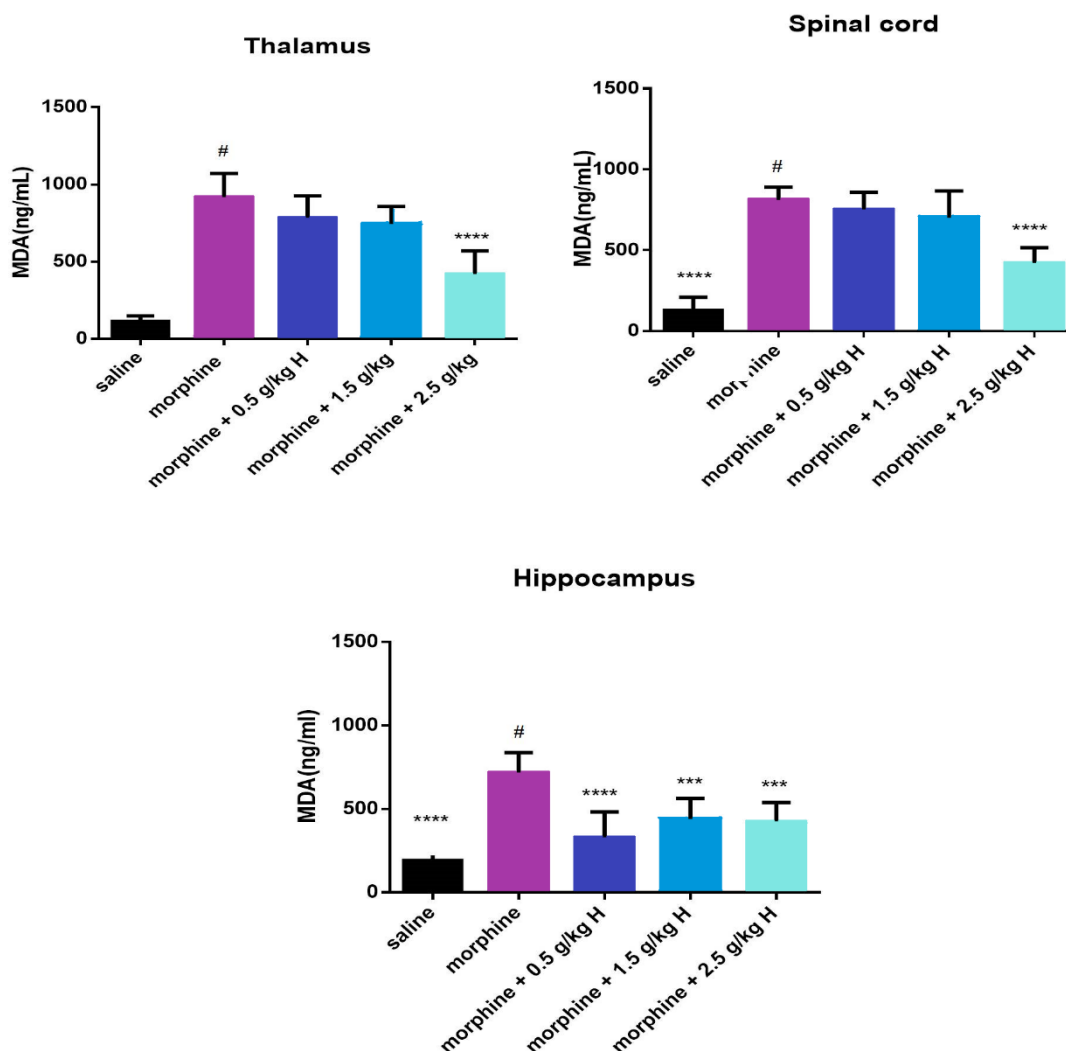 Thalamus
MDA(ng/mL)
1500
1000
500
0
#
****
saline
morphine
morphine + 0.5 g/kg H
morphine + 1.5 g/kg
morphine + 2.5 g/kg
Spinal cord
MDA(ng/mL)
1500
1000
500
0
****
#
****
saline
morphine
morphine + 0.5 g/kg H
morphine + 1.5 g/kg H
morphine + 2.5 g/kg H
Hippocampus
MDA(ng/ml)
1500
1000
500
0
****
#
****
***
***
saline
morphine
morphine + 0.5 g/kg H
morphine + 1.5 g/kg H
morphine + 2.5 g/kg H